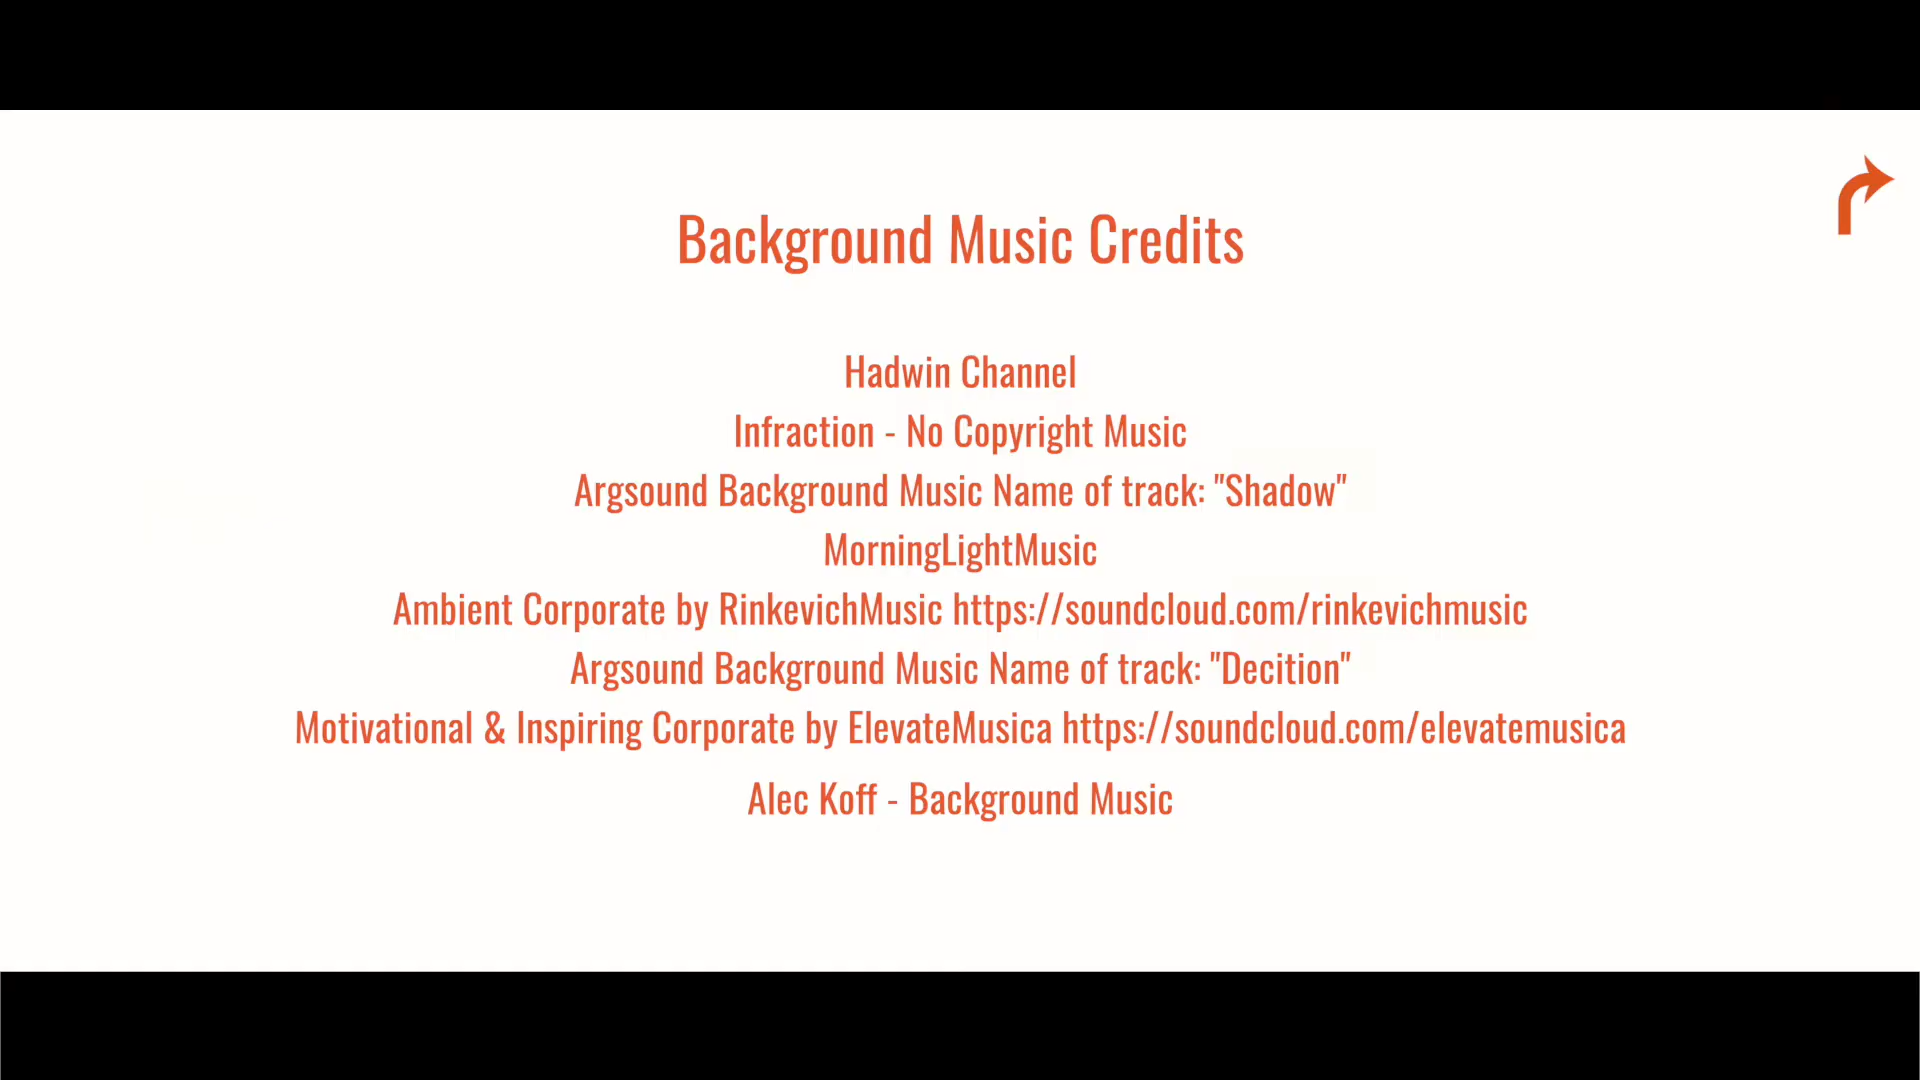 Background Music Credits
Hadwin Channel
Infraction - No Copyright Music
Argsound Background Music Name of track: "Shadow"
MorningLightMusic
Ambient Corporate by RinkevichMusic https://soundcloud.com/rinkevichmusic
Argsound Background Music Name of track: "Decition"
Motivational & Inspiring Corporate by ElevateMusica https://soundcloud.com/elevatemusica
Alec Koff - Background Music